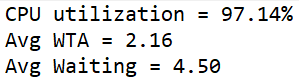 CPU utilization = 97.14%
Avg WTA = 2.16
Avg Waiting = 4.50